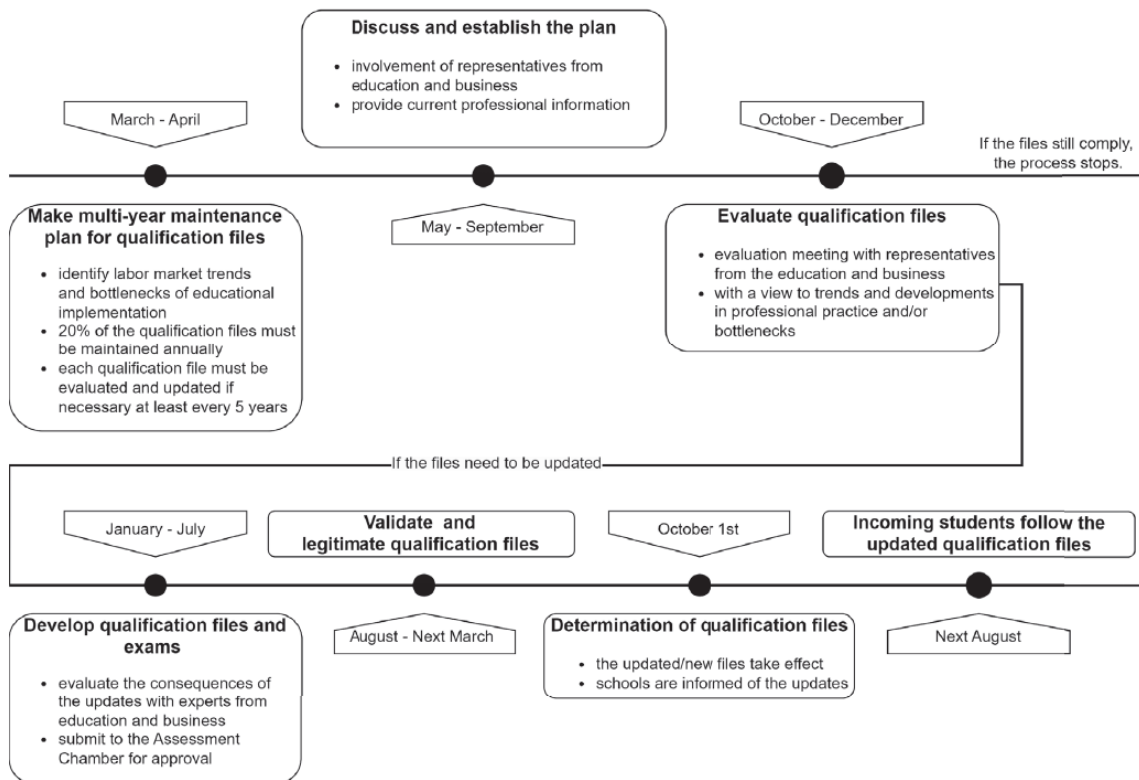 Discuss and establish the plan
• involvement of representatives from
education and business
• provide current professional information
March - April
October - December
If the files still comply,
the process stops.
Make multi-year maintenance
plan for qualification files
• identify labor market trends
and bottlenecks of educational
implementation
• 20% of the qualification files must
be maintained annually
• each qualification file must be
evaluated and updated if
necessary at least every 5 years
May - September
Evaluate qualification files
• evaluation meeting with representatives
from the education and business
• with a view to trends and developments
in professional practice and/or
bottlenecks
If the files need to be updated
January - July
Validate and
legitimate qualification files
October 1st
Incoming students follow the
updated qualification files
Develop qualification files and
exams
• evaluate the consequences of
the updates with experts from
education and business
• submit to the Assessment
Chamber for approval
August - Next March
Determination of qualification files
• the updated/new files take effect
• schools are informed of the updates
Next August